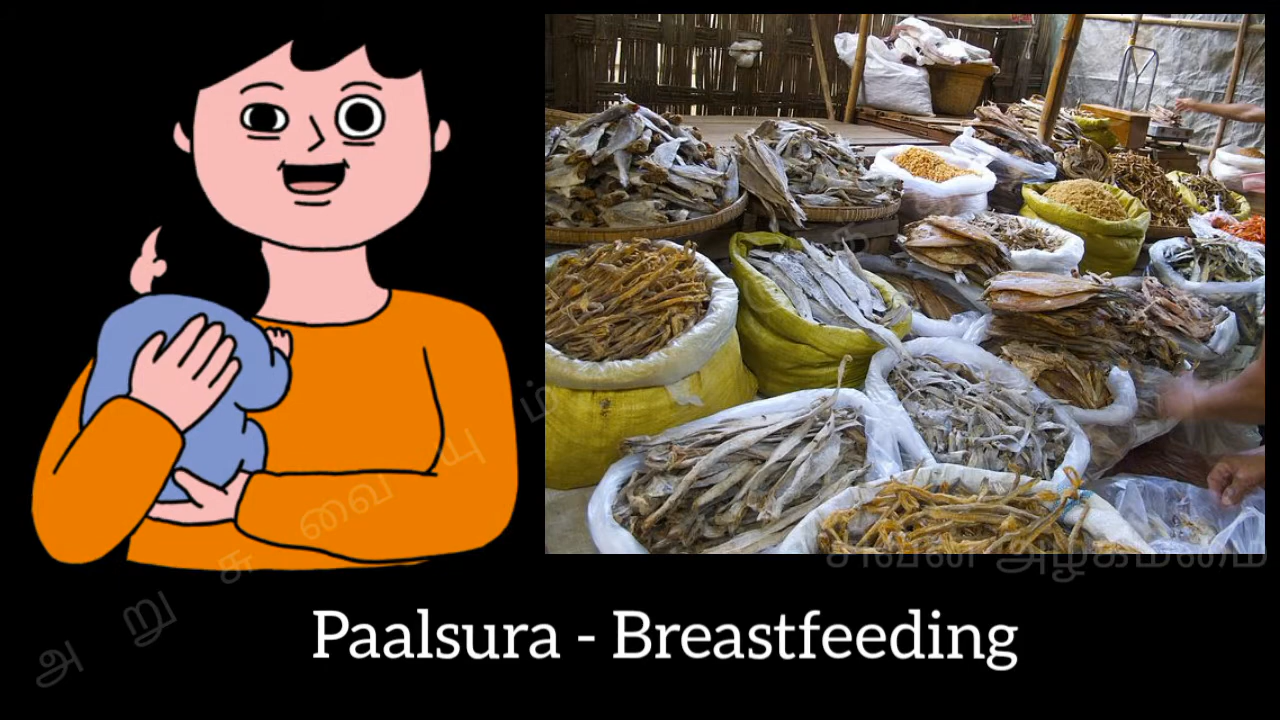 Paalsura - Breastfeeding
அ று சு வை யு ம்